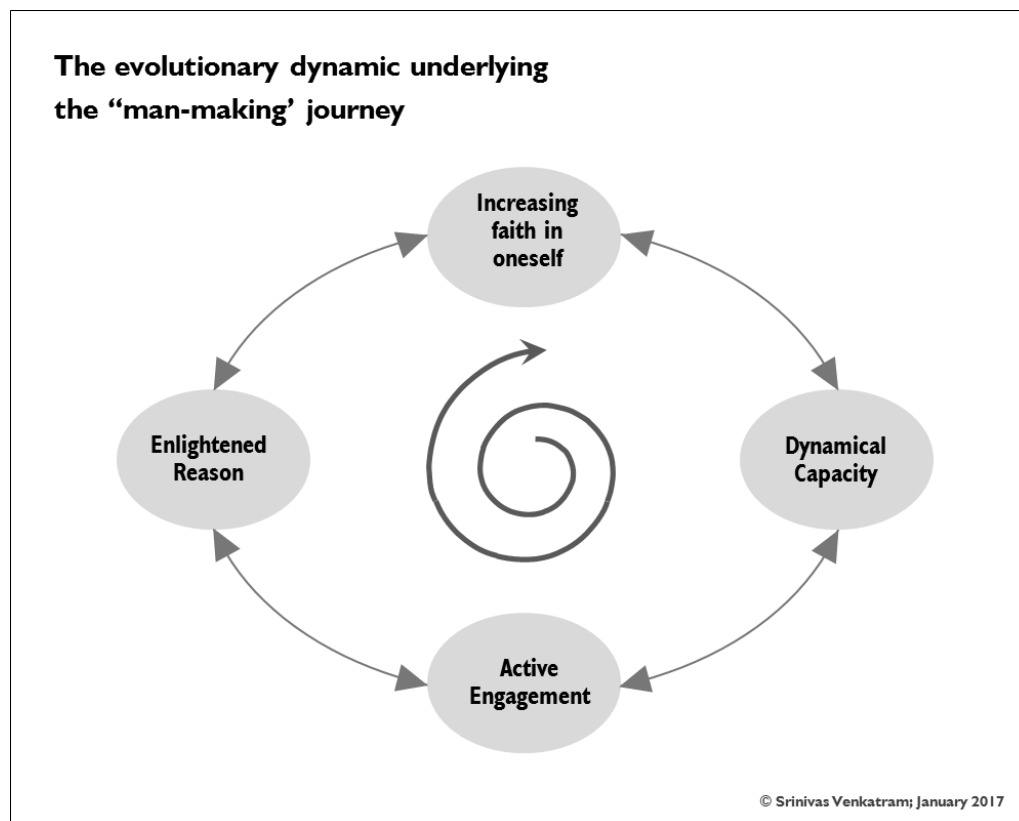 The evolutionary dynamic underlying
the “man-making’ journey
Increasing
faith in
oneself
Enlightened
Reason
Dynamical
Capacity
Active
Engagement
© Srinivas Venkatram; January 2017